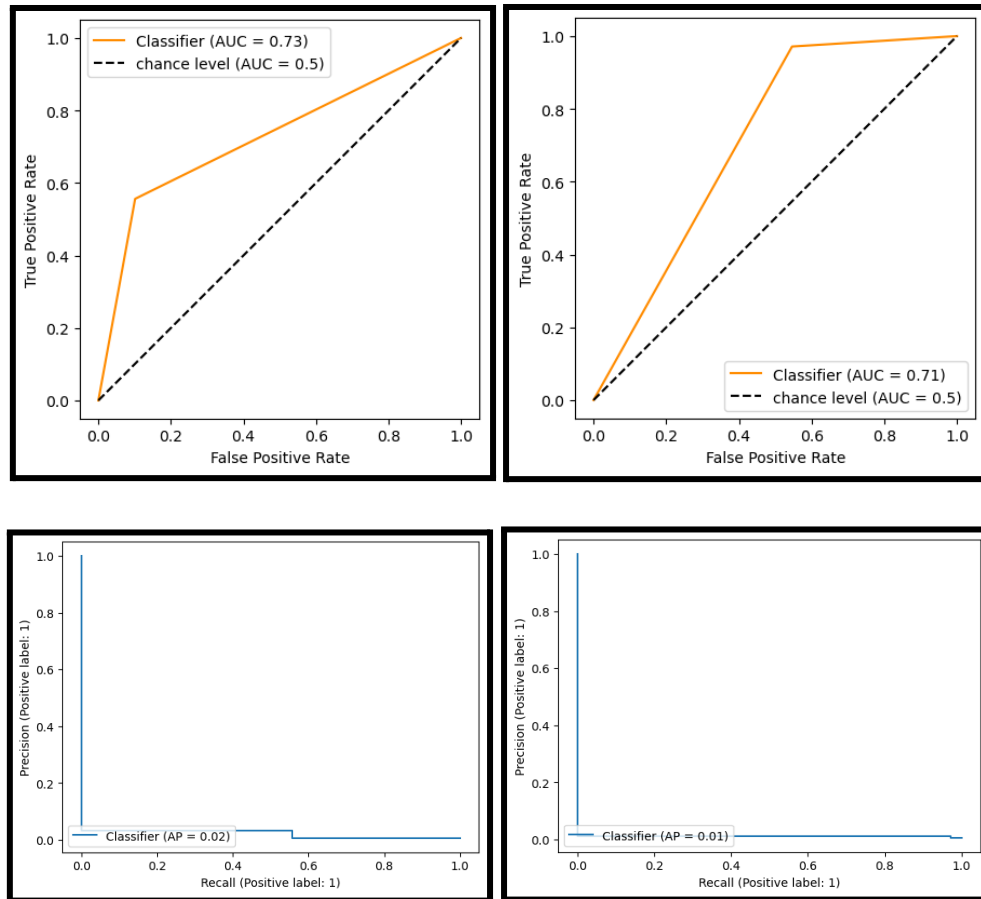 Classifier (AUC = 0.73)
chance level (AUC = 0.5)
True Positive Rate
1.0
0.8
0.6
0.4
0.2
0.0
0.0 0.2 0.4 0.6 0.8 1.0
False Positive Rate
True Positive Rate
1.0
0.8
0.6
0.4
0.2
0.0
Classifier (AUC = 0.71)
chance level (AUC = 0.5)
0.0 0.2 0.4 0.6 0.8 1.0
False Positive Rate
Precision (Positive label: 1)
1.0
0.8
0.6
0.4
0.2
0.0
Classifier (AP = 0.02)
0.0 0.2 0.4 0.6 0.8 1.0
Recall (Positive label: 1)
Precision (Positive label: 1)
1.0
0.8
0.6
0.4
0.2
0.0
Classifier (AP = 0.01)
0.0 0.2 0.4 0.6 0.8 1.0
Recall (Positive label: 1)